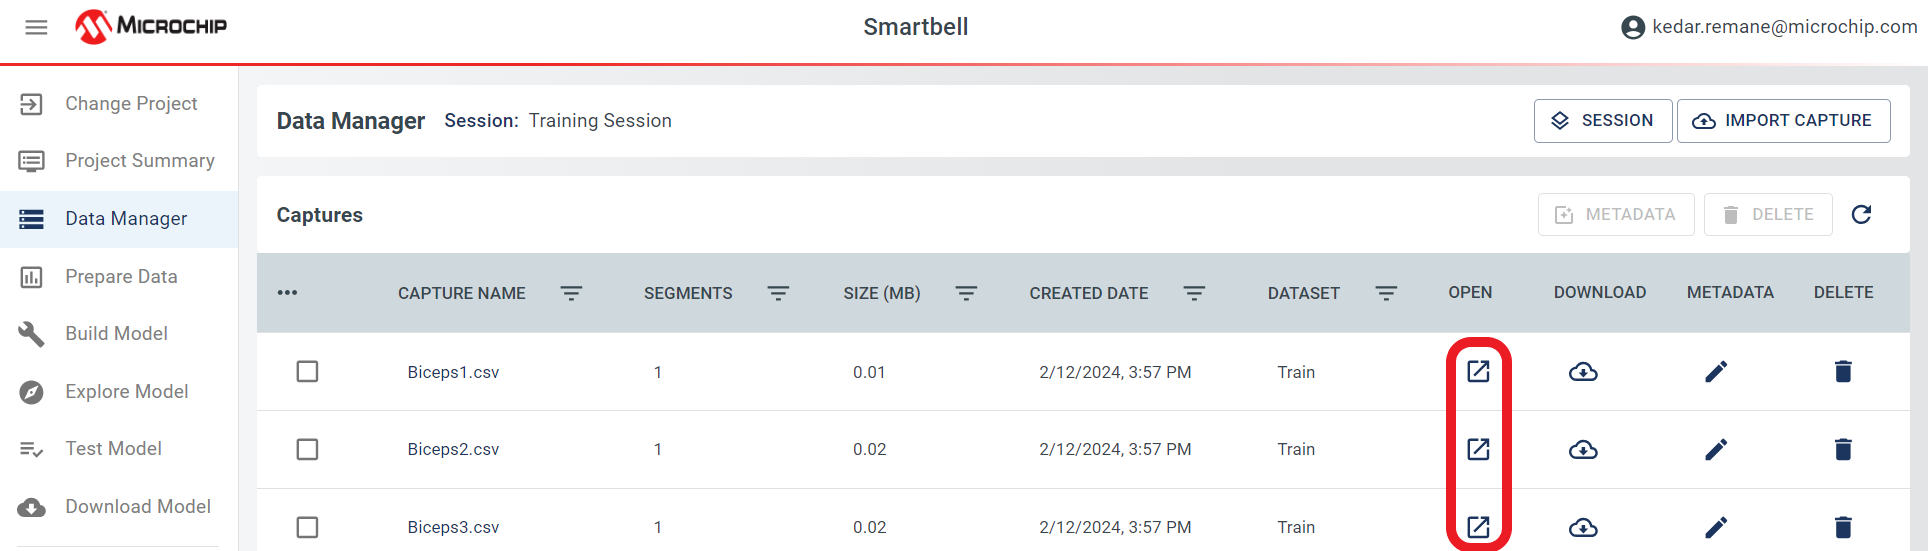 MICROCHIP
Smartbell
kedar.remane@microchip.com
Change Project
Project Summary
Data Manager
Prepare Data
Build Model
Explore Model
Test Model
Download Model
Data Manager Session: Training Session
SESSION
IMPORT CAPTURE
Captures
METADATA
DELETE
CAPTURE NAME SEGMENTS SIZE (MB) CREATED DATE DATASET OPEN DOWNLOAD METADATA DELETE
Biceps1.csv 1 0.01 2/12/2024, 3:57 PM Train
Biceps2.csv 1 0.02 2/12/2024, 3:57 PM Train
Biceps3.csv 1 0.02 2/12/2024, 3:57 PM Train